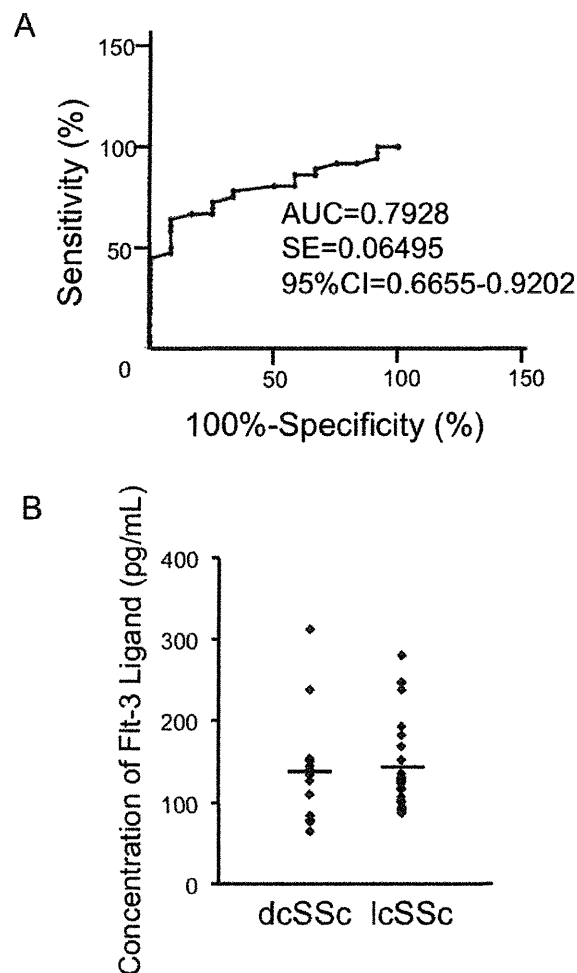 A
Sensitivity (%)
150
100
50
0
AUC=0.7928
SE=0.06495
95%CI=0.6655-0.9202
50
100
150
100%-Specificity (%)
B
Concentration of Flt-3 Ligand (pg/mL)
400
300
200
100
0
dcSSc
lcSSc